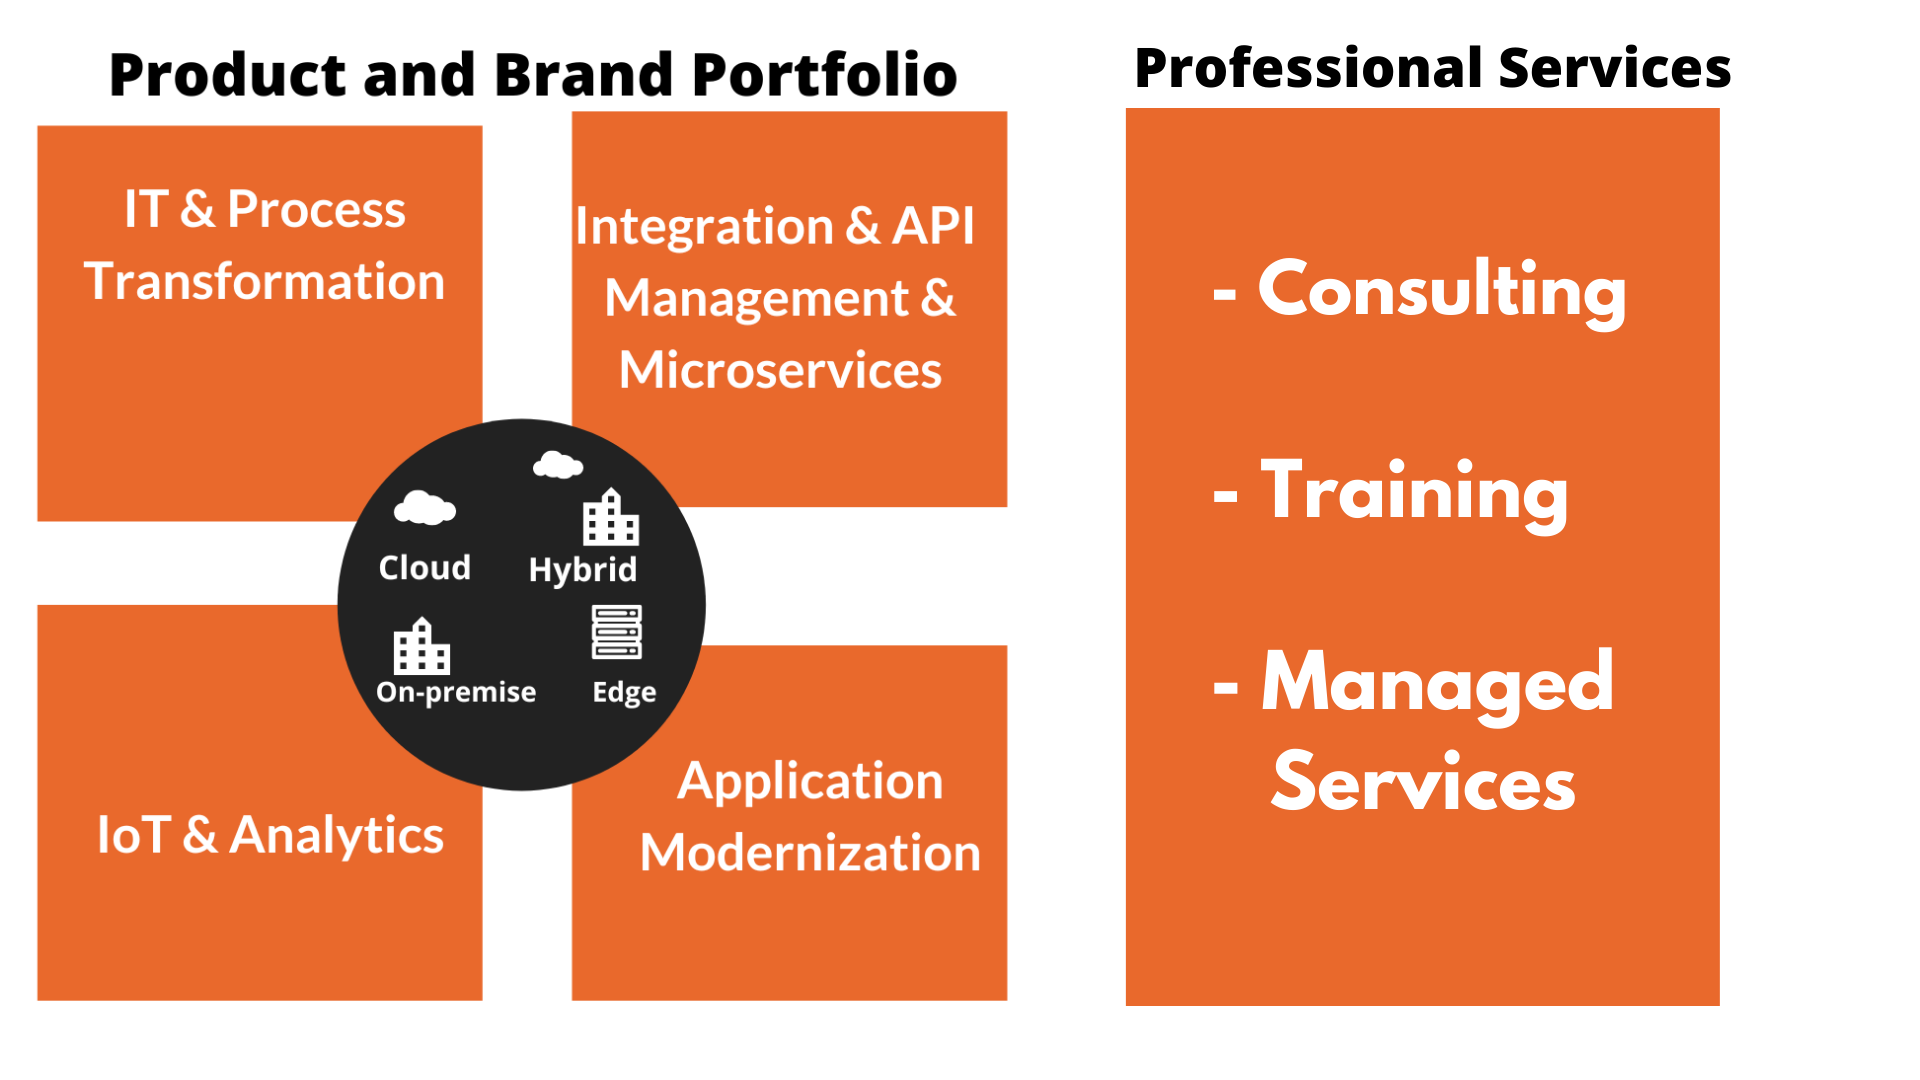 Product and Brand Portfolio
IT & Process
Transformation
Integration & API
Management &
Microservices
Cloud
Hybrid
On-premise
Edge
IoT & Analytics
Application
Modernization
Professional Services
- Consulting
- Training
- Managed
Services